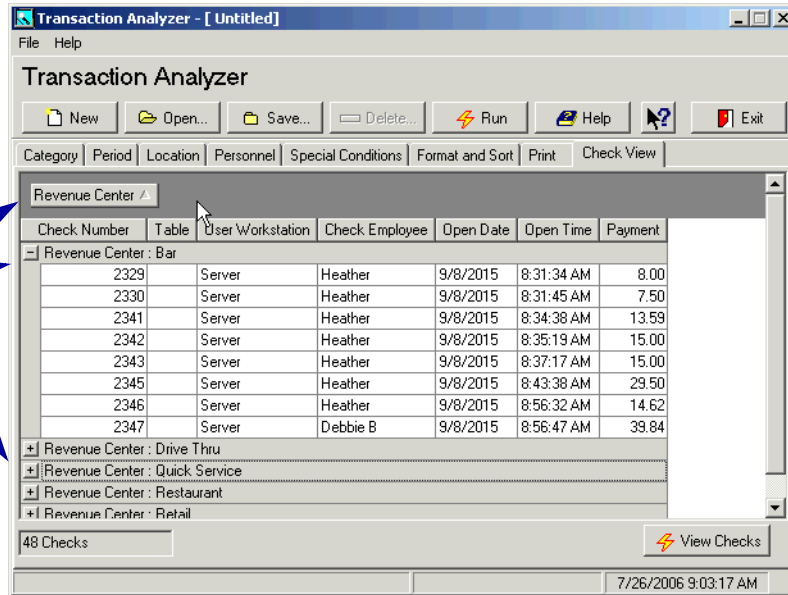 Transaction Analyzer - [ Untitled]
File Help
Transaction Analyzer
New Open... Save... Delete... Run Help ? Exit
Category Period Location Personnel Special Conditions Format and Sort Print Check View
Revenue Center
Check Number Table User Workstation Check Employee Open Date Open Time Payment
Revenue Center : Bar
2329 Server Heather 9/8/2015 8:31:34 AM 8.00
2330 Server Heather 9/8/2015 8:31:45 AM 7.50
2341 Server Heather 9/8/2015 8:34:38 AM 13.59
2342 Server Heather 9/8/2015 8:35:19 AM 15.00
2343 Server Heather 9/8/2015 8:37:17 AM 15.00
2345 Server Heather 9/8/2015 8:43:38 AM 29.50
2346 Server Heather 9/8/2015 8:56:32 AM 14.62
2347 Server Debbie B 9/8/2015 8:56:47 AM 39.84
Revenue Center : Drive Thru
Revenue Center : Quick Service
Revenue Center : Restaurant
Revenue Center : Retail
48 Checks View Checks
7/26/2006 9:03:17 AM